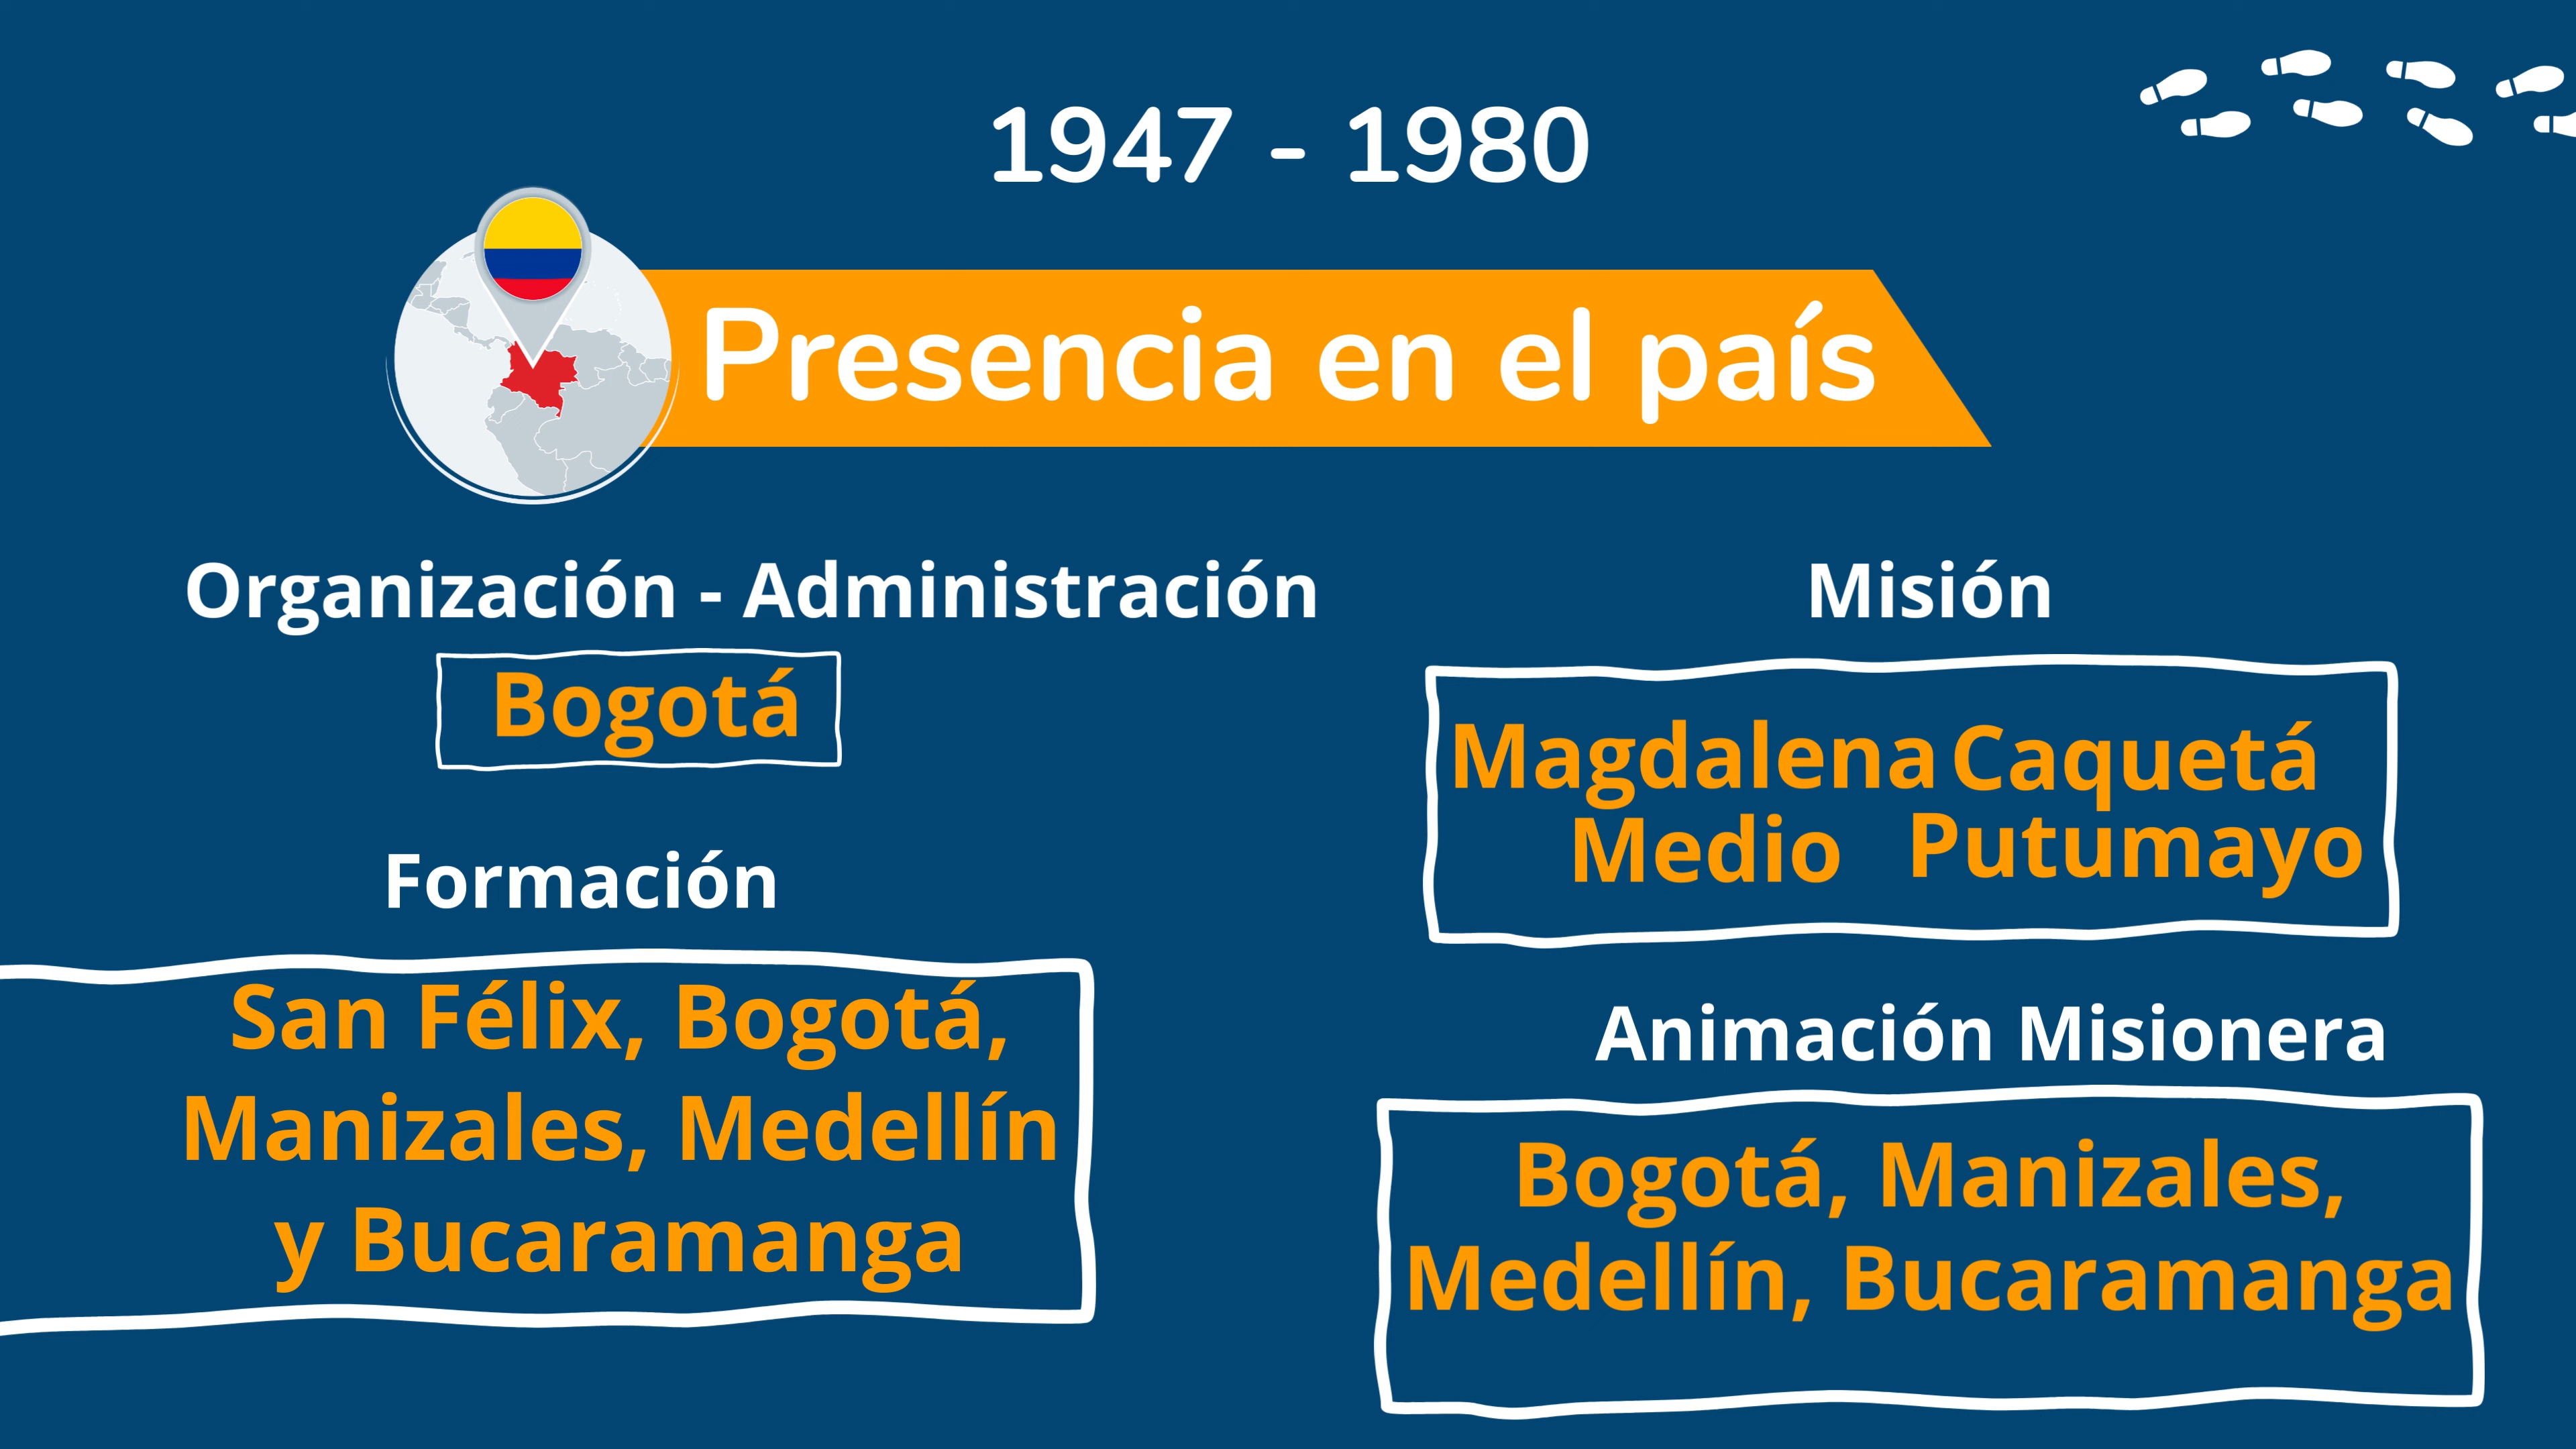 1947 - 1980
Presencia en el país
Organización - Administración
Bogotá
Formación
San Félix, Bogotá,
Manizales, Medellín
y Bucaramanga
Misión
Magdalena
Medio
Caquetá
Putumayo
Animación Misionera
Bogotá, Manizales,
Medellín, Bucaramanga